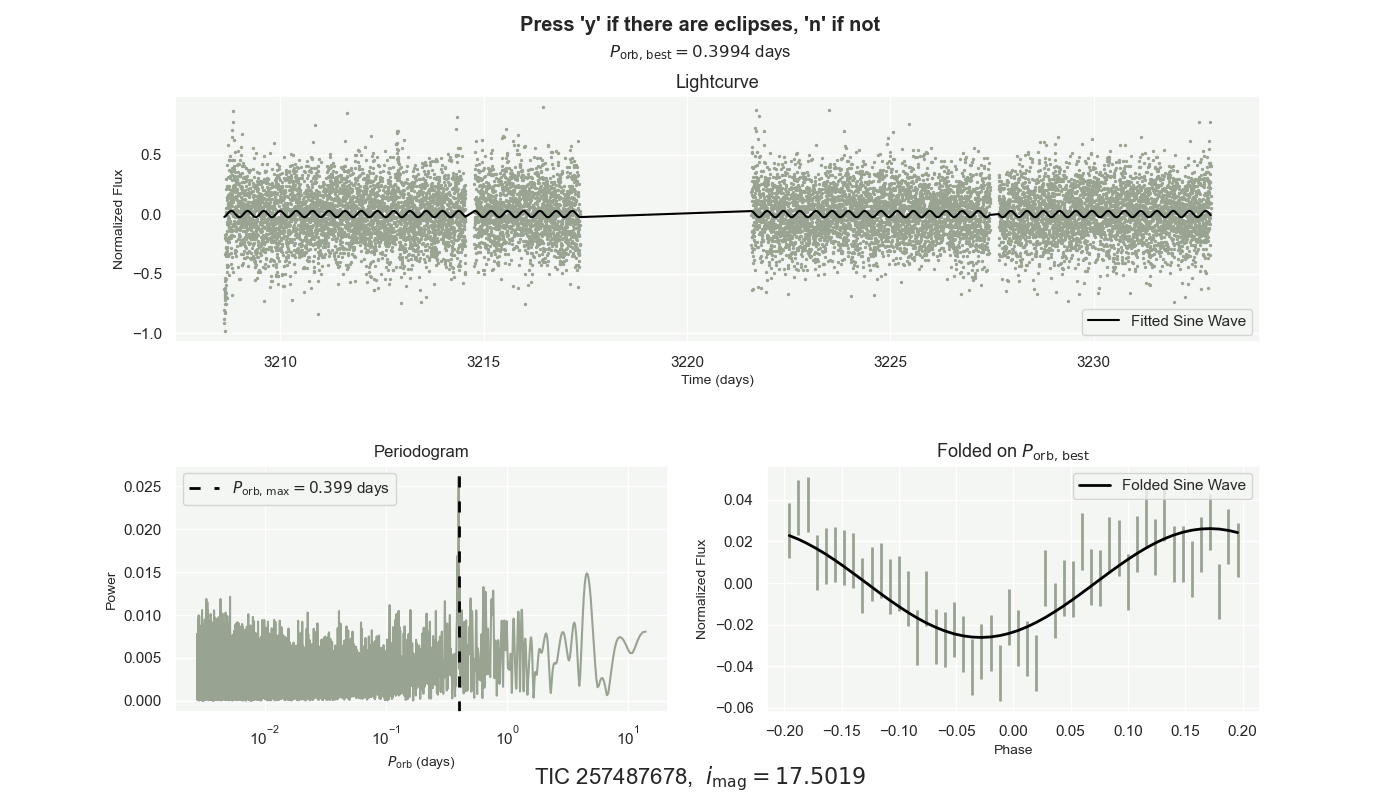 Press 'y' if there are eclipses, 'n' if not
P_orb, best = 0.3994 days
Lightcurve
Normalized Flux
0.5
0.0
−0.5
−1.0
Fitted Sine Wave
3210 3215 3220 3225 3230
Time (days)
Periodogram
Power
0.025
0.020
0.015
0.010
0.005
0.000
P_orb, max = 0.399 days
10^−2 10^−1 10^0 10^1
P_orb (days)
Folded on P_orb, best
Normalized Flux
0.04
0.02
0.00
−0.02
−0.04
−0.06
Folded Sine Wave
−0.20 −0.15 −0.10 −0.05 0.00 0.05 0.10 0.15 0.20
Phase
TIC 257487678, i_mag = 17.5019